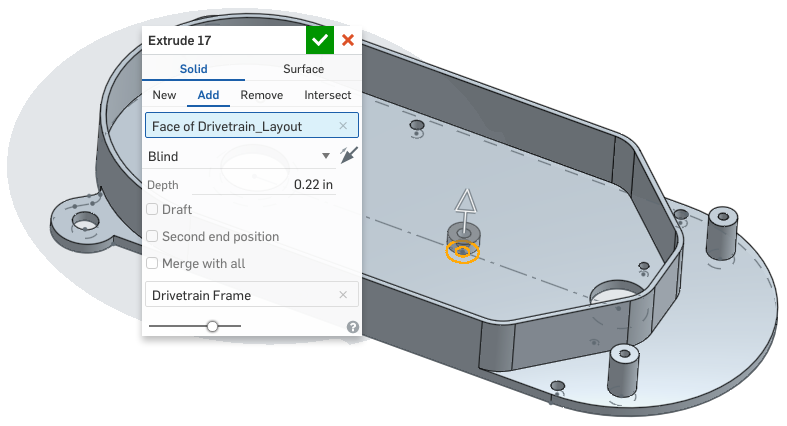 Extrude 17
Solid Surface
New Add Remove Intersect
Face of Drivetrain_Layout
Blind
Depth 0.22 in
Draft
Second end position
Merge with all
Drivetrain Frame
?